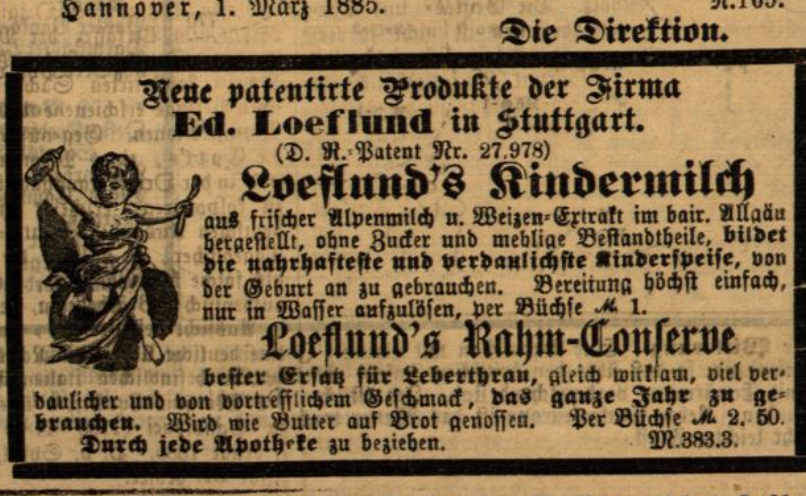 Hannover, 1. März 1885.
Die Direktion.
Neue patentirte Produkte der Firma
Ed. Loeflund in Stuttgart.
(D. R.-Patent Nr. 27.978)
Loeflund's Kindermilch
aus frischer Alpenmilch u. Weizen-Extrakt im bair. Allgäu
hergestellt, ohne Zucker und mehlige Bestandtheile, bildet
die nahrhafteste und verdaulichste Kinderspeise, von
der Geburt an zu gebrauchen. Bereitung höchst einfach,
nur in Wasser aufzulösen, per Büchse M. 1.
Loeflund's Rahm-Conserve
bester Ersatz für Leberthran, gleich wirksam, viel ver-
daulicher und von vortrefflichem Geschmack, das ganze Jahr zu ge-
brauchen. Wird wie Butter auf Brot genossen. Per Büchse M. 2. 50.
Durch jede Apotheke zu beziehen. M.383.3.